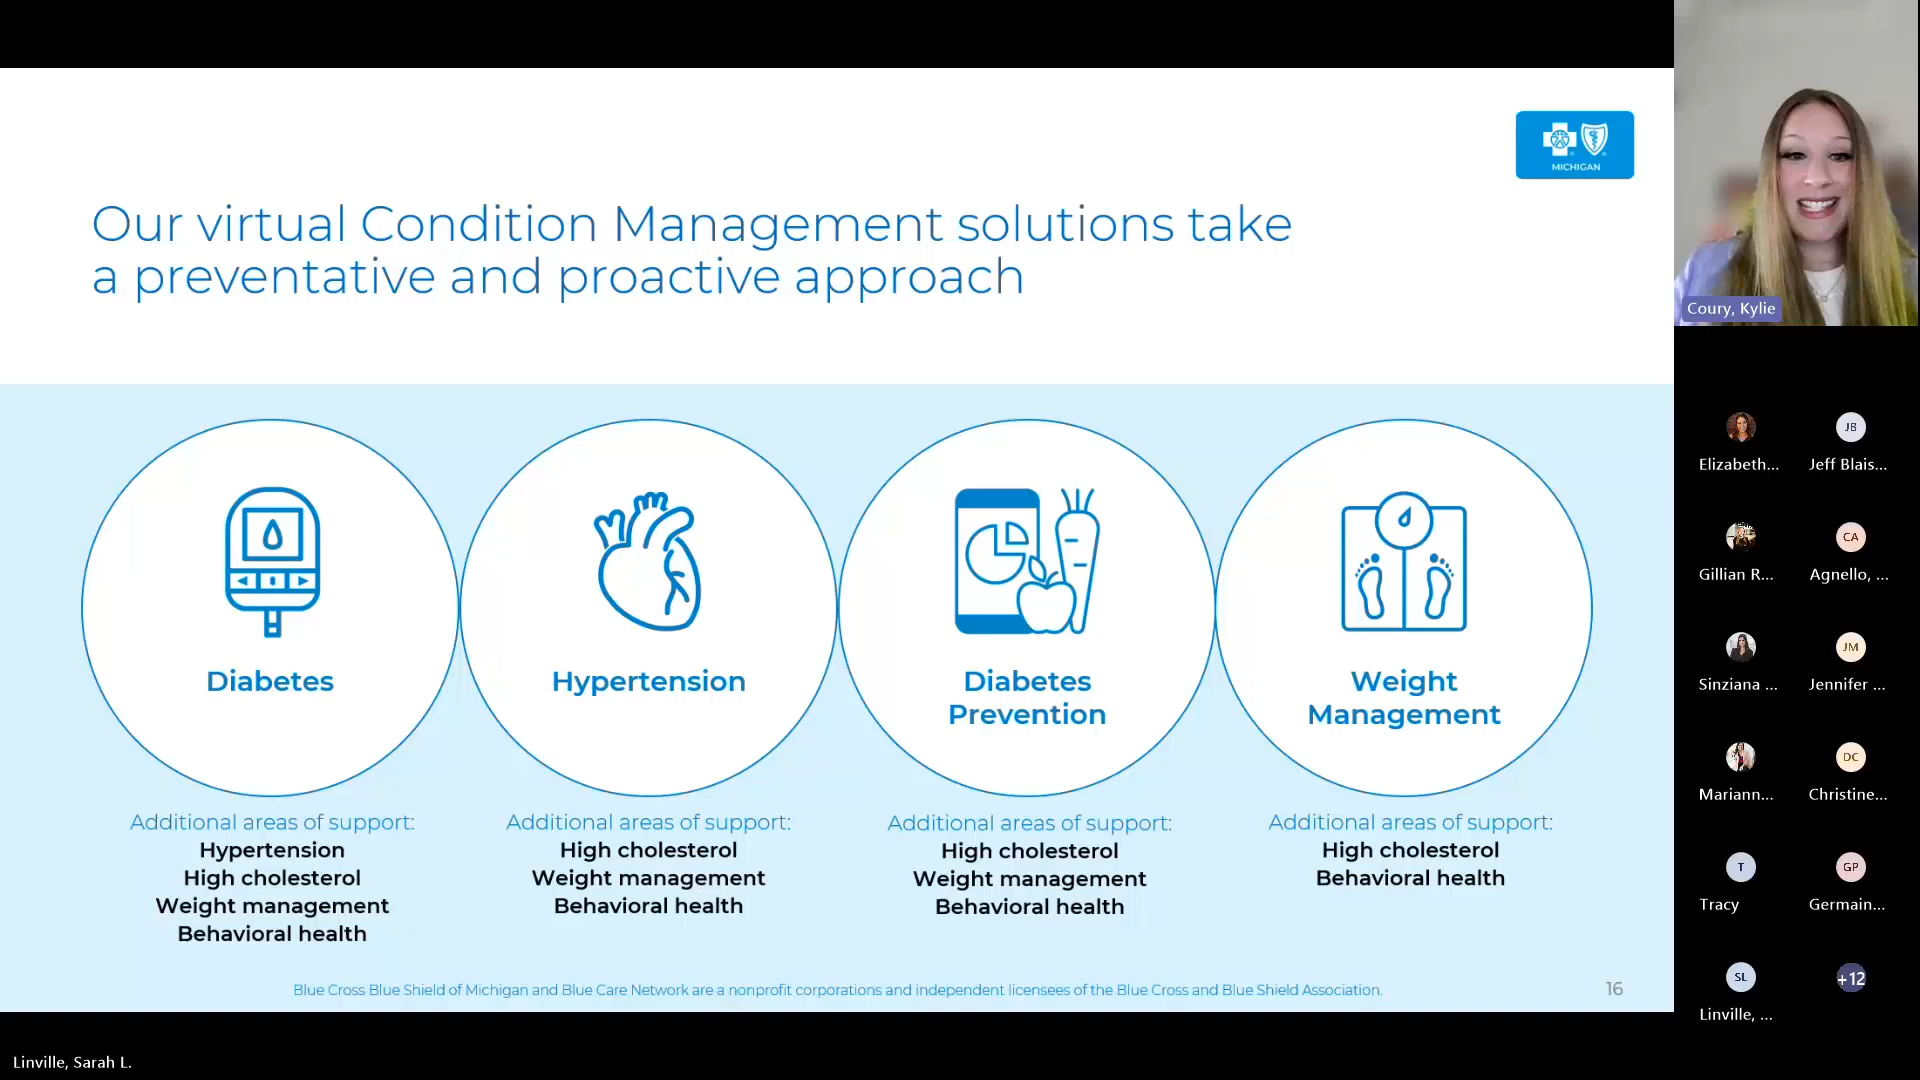 MICHIGAN
Our virtual Condition Management solutions take
a preventative and proactive approach
Diabetes
Additional areas of support:
Hypertension
High cholesterol
Weight management
Behavioral health
Hypertension
Additional areas of support:
High cholesterol
Weight management
Behavioral health
Diabetes
Prevention
Additional areas of support:
High cholesterol
Weight management
Behavioral health
Weight
Management
Additional areas of support:
High cholesterol
Behavioral health
Blue Cross Blue Shield of Michigan and Blue Care Network are a nonprofit corporations and independent licensees of the Blue Cross and Blue Shield Association.
16
Linville, Sarah L.
Coury, Kylie
Elizabeth...
JB
Jeff Blais...
Gillian R...
CA
Agnello, ...
Sinziana ...
JM
Jennifer ...
Mariann...
DC
Christine...
T
Tracy
GP
Germain...
SL
Linville, ...
+12